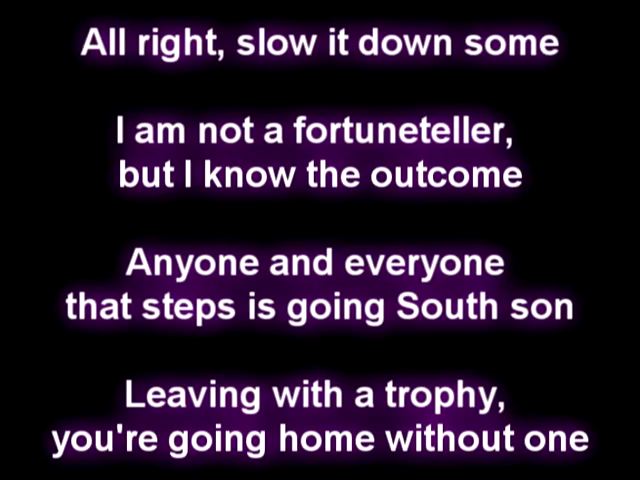 All right, slow it down some
I am not a fortuneteller,
but I know the outcome
Anyone and everyone
that steps is going South son
Leaving with a trophy,
you're going home without one